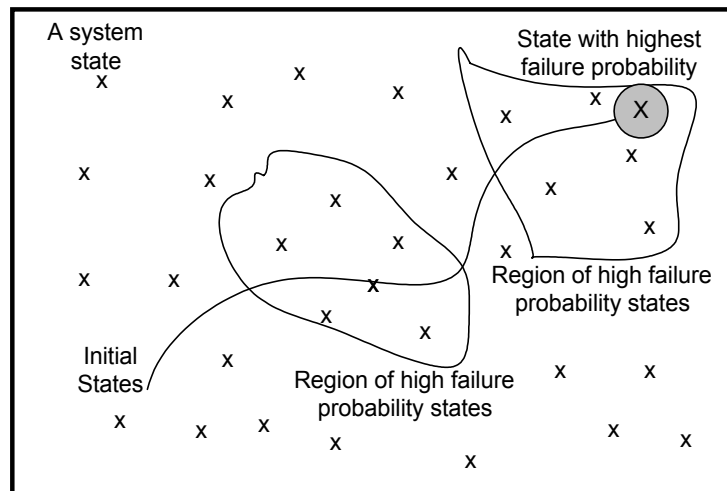 A system
state
State with highest
failure probability
X
Region of high failure
probability states
Initial
States
Region of high failure
probability states